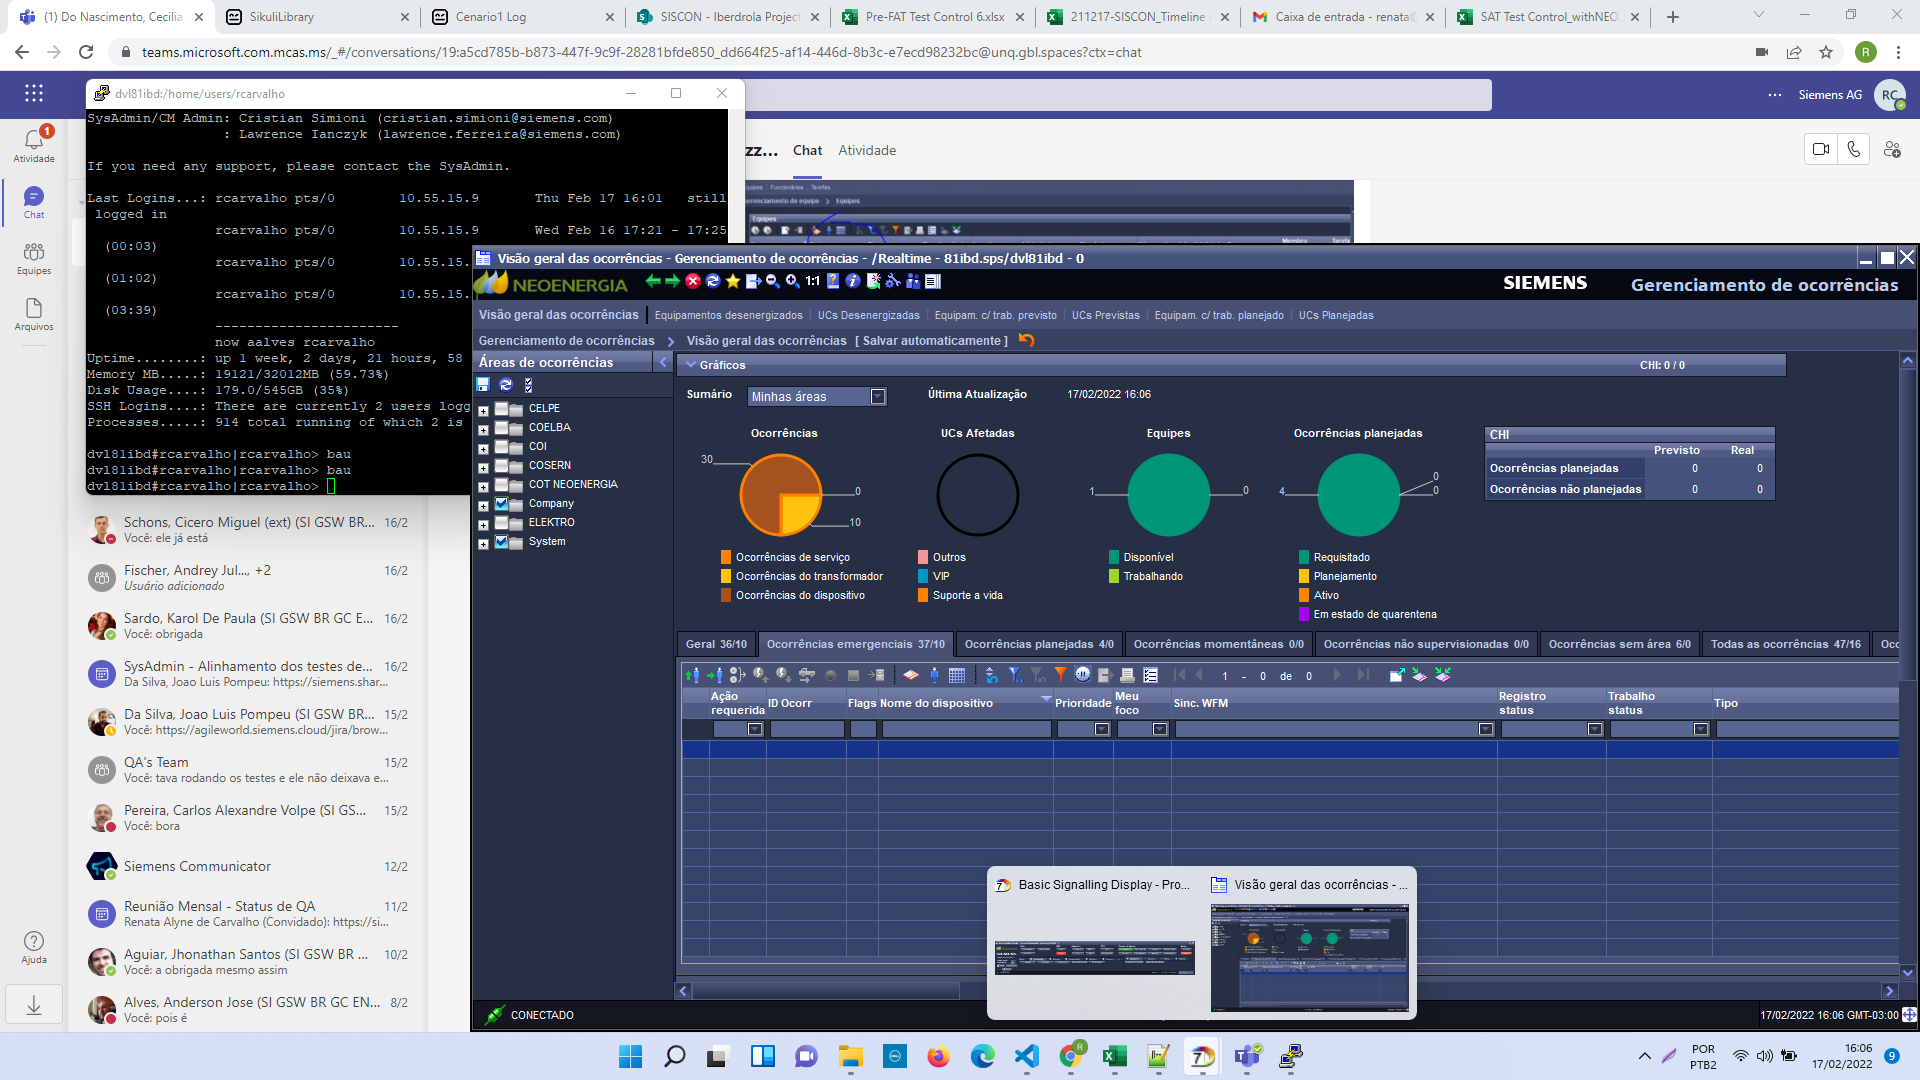 (1) Do Nascimento, Cecilia
SikuliLibrary
Cenario1 Log
SISCON - Iberdrola Project
Pre-FAT Test Control 6.xlsx
211217-SISCON_Timeline
Caixa de entrada - renata
SAT Test Control_withNEO
teams.microsoft.com.mcas.ms/_#/conversations/19:a5cd785b-b873-447f-9c9f-28281bfde850_dd664f25-af14-446d-8b3c-e7ecd98232bc@unq.gbl.spaces?ctx=chat
R
Siemens AG
RC
1
Atividade
Chat
Equipes
Arquivos
Ajuda
dvl81ibd:/home/users/rcarvalho
SysAdmin/CM Admin: Cristian Simioni (cristian.simioni@siemens.com)
: Lawrence Ianczyk (lawrence.ferreira@siemens.com)
If you need any support, please contact the SysAdmin.
Last Logins...: rcarvalho pts/0 10.55.15.9 Thu Feb 17 16:01 still
logged in
rcarvalho pts/0 10.55.15.9 Wed Feb 16 17:21 - 17:25
(00:03)
rcarvalho pts/0 10.55.15.
(01:02)
rcarvalho pts/0 10.55.15.
(03:39)
------------------------
now aalves rcarvalho
Uptime........: up 1 week, 2 days, 21 hours, 58
Memory MB.....: 19121/32012MB (59.73%)
Disk Usage....: 179.0/545GB (35%)
SSH Logins....: There are currently 2 users logg
Processes.....: 914 total running of which 2 is
dvl81ibd#rcarvalho|rcarvalho> bau
dvl81ibd#rcarvalho|rcarvalho> bau
dvl81ibd#rcarvalho|rcarvalho>
zz...
Chat
Atividade
Funcionários
Tarefas
Gerenciamento de equipe
Equipes
Equipes
Visão geral das ocorrências - Gerenciamento de ocorrências - /Realtime - 81ibd.sps/dvl81ibd - 0
NEOENERGIA
1:1
SIEMENS
Gerenciamento de ocorrências
Visão geral das ocorrências
Equipamentos desenergizados
UCs Desenergizadas
Equipam. c/ trab. previsto
UCs Previstas
Equipam. c/ trab. planejado
UCs Planejadas
Gerenciamento de ocorrências
Visão geral das ocorrências
[ Salvar automaticamente ]
Áreas de ocorrências
Gráficos
CHI: 0 / 0
CELPE
COELBA
COI
COSERN
COT NEOENERGIA
Company
ELEKTRO
System
Sumário
Minhas áreas
Última Atualização
17/02/2022 16:06
Ocorrências
30
0
10
Ocorrências de serviço
Ocorrências do transformador
Ocorrências do dispositivo
UCs Afetadas
Outros
VIP
Suporte a vida
Equipes
1
0
Disponível
Trabalhando
Ocorrências planejadas
4
0
0
Requisitado
Planejamento
Ativo
Em estado de quarentena
CHI
Previsto Real
Ocorrências planejadas 0 0
Ocorrências não planejadas 0 0
Geral 36/10
Ocorrências emergenciais 37/10
Ocorrências planejadas 4/0
Ocorrências momentâneas 0/0
Ocorrências não supervisionadas 0/0
Ocorrências sem área 6/0
Todas as ocorrências 47/16
Occ
1 - 0 de 0
Ação requerida
ID Ocorr
Flags
Nome do dispositivo
Prioridade
Meu foco
Sinc. WFM
Registro status
Trabalho status
Tipo
Schons, Cicero Miguel (ext) (SI GSW BR... 16/2
Você: ele já está
Fischer, Andrey Jul..., +2 16/2
Usuário adicionado
Sardo, Karol De Paula (SI GSW BR GC E... 16/2
Você: obrigada
SysAdmin - Alinhamento dos testes de... 16/2
Da Silva, Joao Luis Pompeu: https://siemens.shar...
Da Silva, Joao Luis Pompeu (SI GSW BR... 15/2
Você: https://agileworld.siemens.cloud/jira/brow...
QA's Team 15/2
Você: tava rodando os testes e ele não deixava e...
Pereira, Carlos Alexandre Volpe (SI GS... 15/2
Você: bora
Siemens Communicator 12/2
Reunião Mensal - Status de QA 11/2
Renata Alyne de Carvalho (Convidado): https://si...
Aguiar, Jhonathan Santos (SI GSW BR ... 10/2
Você: a obrigada mesmo assim
Alves, Anderson Jose (SI GSW BR GC EN... 8/2
Você: pois é
Basic Signalling Display - Pro...
Visão geral das ocorrências - ...
CONECTADO
17/02/2022 16:06 GMT-03:00
POR
PTB2
16:06
17/02/2022
9